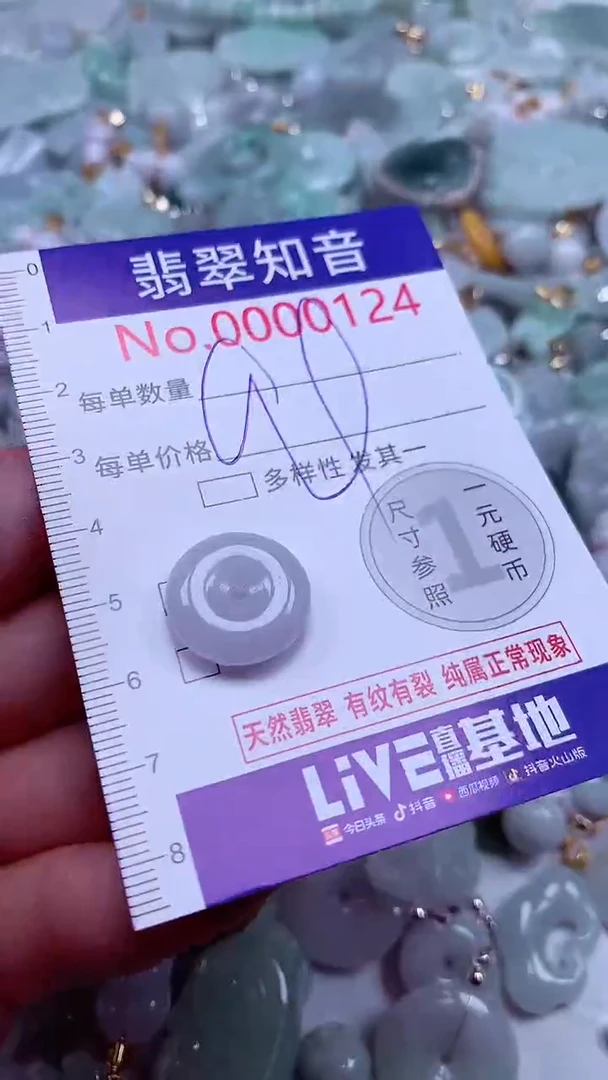 翡翠知音
No.0000124
每单数量
每单价格
多样性 发其一
一元硬币
尺寸参照
1
天然翡翠 有纹有裂 纯属正常现象
LiVE直播基地
今日头条 抖音 西瓜视频 抖音火山版
0
1
2
3
4
5
6
7
8